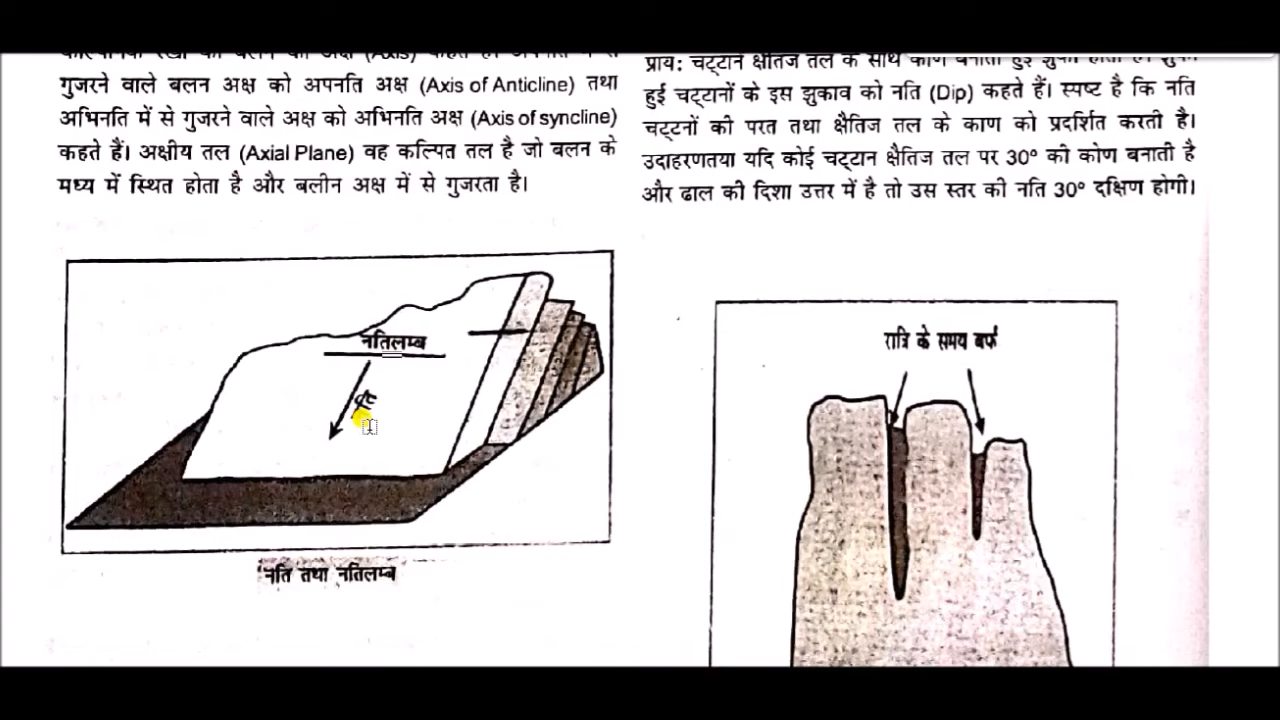 गुजरने वाले बलन अक्ष को अपनति अक्ष (Axis of Anticline) तथा
अभिनति में से गुजरने वाले अक्ष को अभिनति अक्ष (Axis of syncline)
कहते हैं। अक्षीय तल (Axial Plane) वह कल्पित तल है जो बलन के
मध्य में स्थित होता है और बलीन अक्ष में से गुजरता है।
प्राय: चट्टानें क्षैतिज तल के साथ कोण बनाती हुई झुकी होती हैं।
हुई चट्टानों के इस झुकाव को नति (Dip) कहते हैं। स्पष्ट है कि नति
चट्टनों की परत तथा क्षैतिज तल के काण को प्रदर्शित करती है।
उदाहरणतया यदि कोई चट्टान क्षैतिज तल पर 30° की कोण बनाती है
और ढाल की दिशा उत्तर में है तो उस स्तर की नति 30° दक्षिण होगी।
नतिलम्ब
नति तथा नतिलम्ब
रात्रि के समय बर्फ